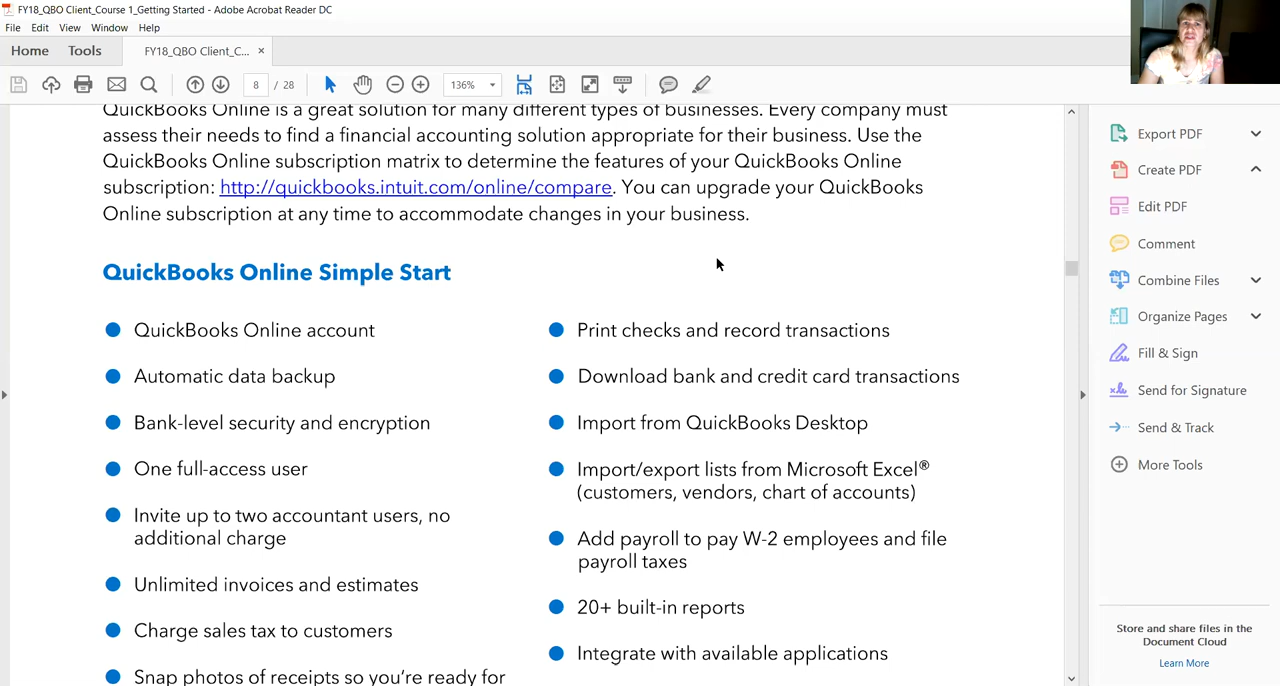 FY18_QBO Client_Course 1_Getting Started - Adobe Acrobat Reader DC
File Edit View Window Help
Home Tools FY18_QBO Client_C... ×
8 / 28 136%
QuickBooks Online is a great solution for many different types of businesses. Every company must
assess their needs to find a financial accounting solution appropriate for their business. Use the
QuickBooks Online subscription matrix to determine the features of your QuickBooks Online
subscription: http://quickbooks.intuit.com/online/compare. You can upgrade your QuickBooks
Online subscription at any time to accommodate changes in your business.
QuickBooks Online Simple Start
QuickBooks Online account
Automatic data backup
Bank-level security and encryption
One full-access user
Invite up to two accountant users, no
additional charge
Unlimited invoices and estimates
Charge sales tax to customers
Snap photos of receipts so you're ready for
Print checks and record transactions
Download bank and credit card transactions
Import from QuickBooks Desktop
Import/export lists from Microsoft Excel®
(customers, vendors, chart of accounts)
Add payroll to pay W-2 employees and file
payroll taxes
20+ built-in reports
Integrate with available applications
Export PDF
Create PDF
Edit PDF
Comment
Combine Files
Organize Pages
Fill & Sign
Send for Signature
Send & Track
More Tools
Store and share files in the
Document Cloud
Learn More